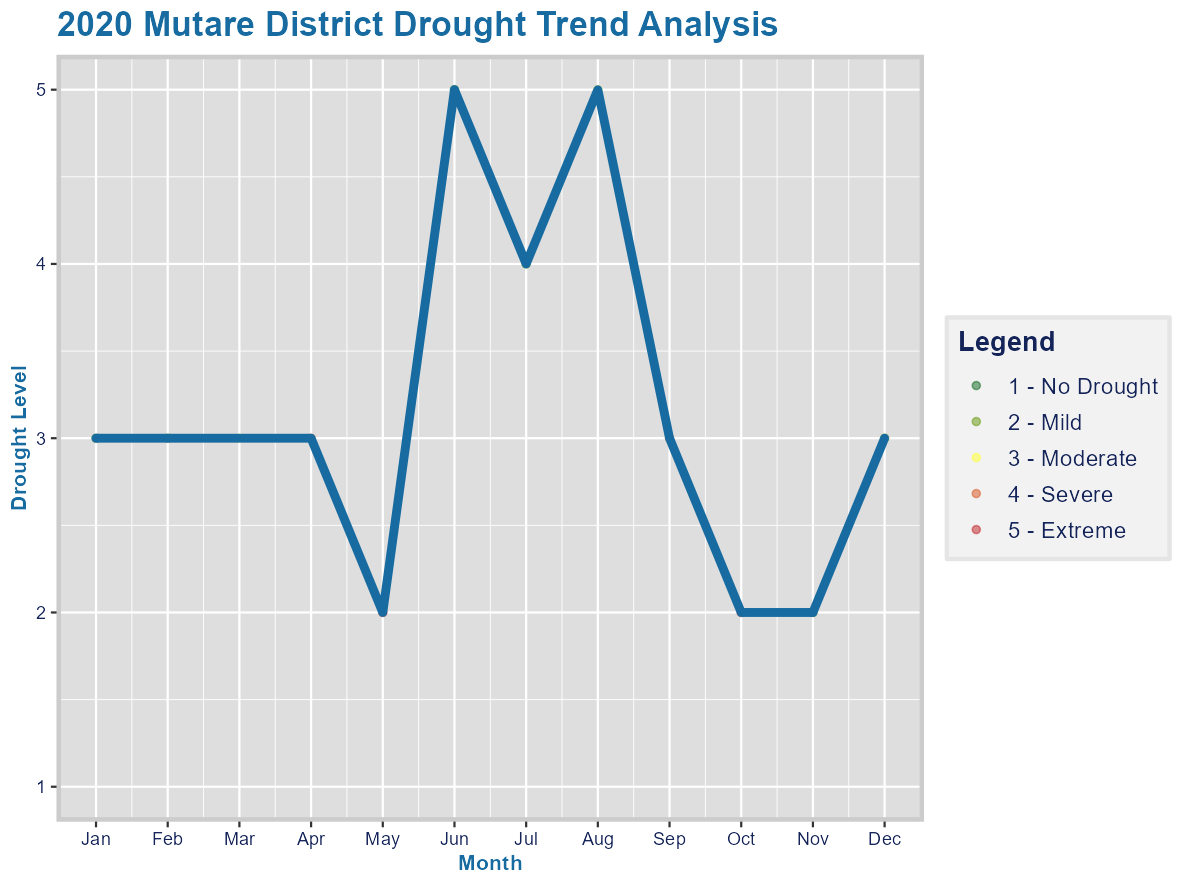 2020 Mutare District Drought Trend Analysis
Drought Level
5
4
3
2
1
Jan Feb Mar Apr May Jun Jul Aug Sep Oct Nov Dec
Month
Legend
1 - No Drought
2 - Mild
3 - Moderate
4 - Severe
5 - Extreme